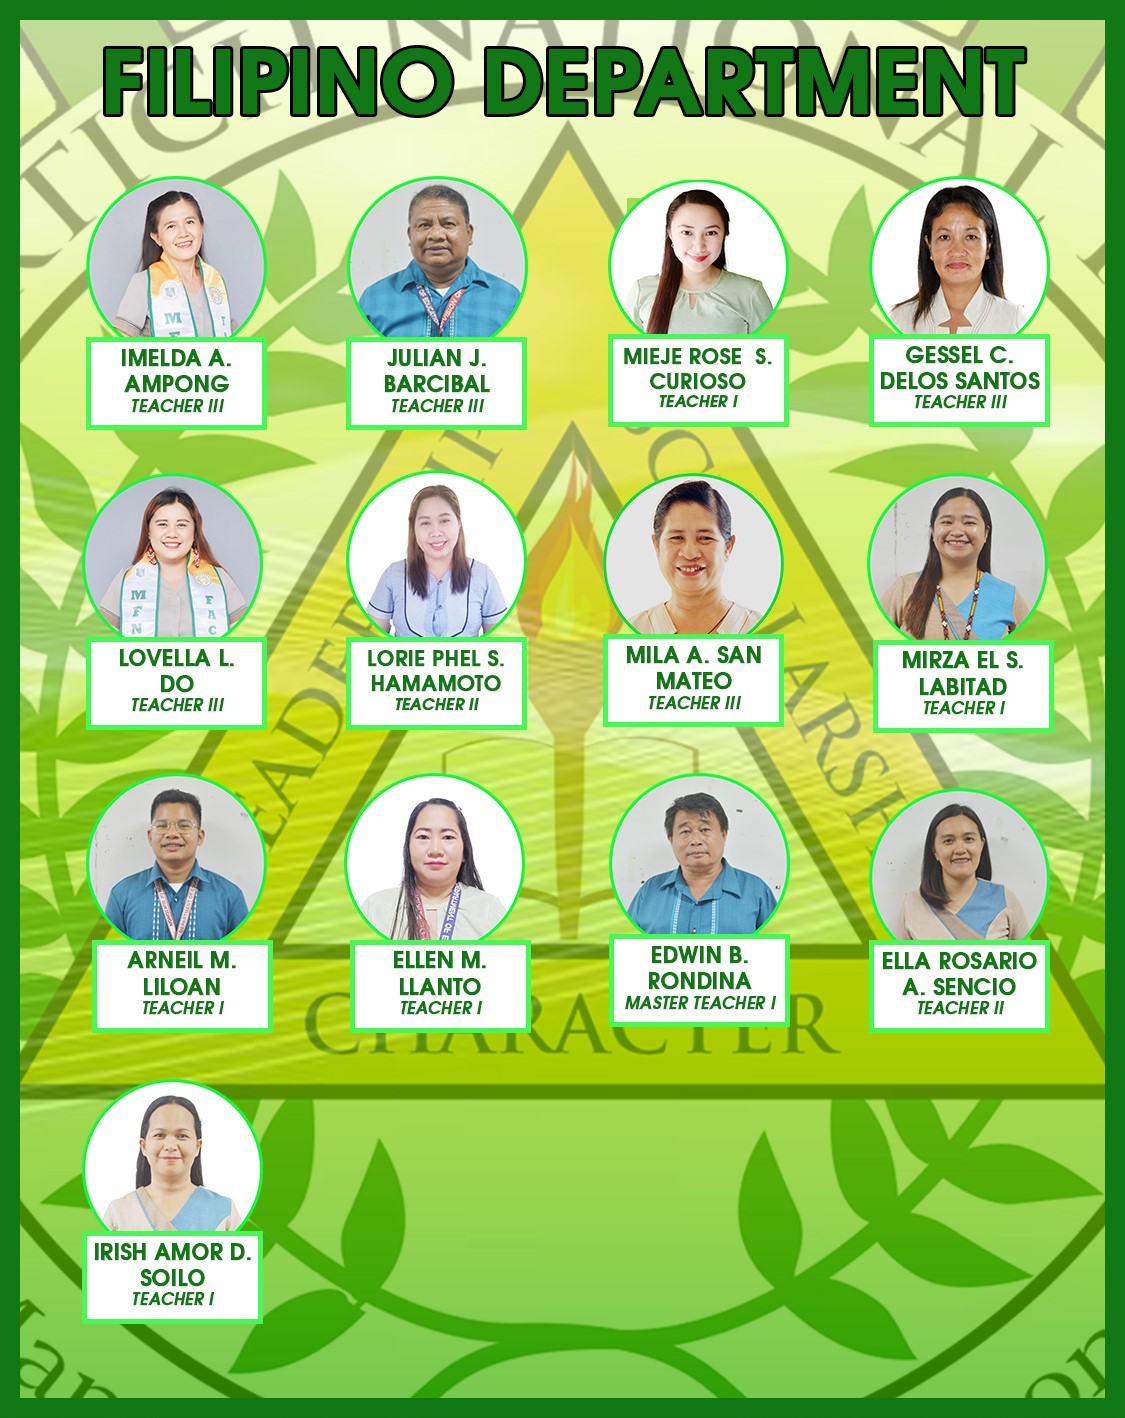 FILIPINO DEPARTMENT
NATIONAL
IMELDA A.
AMPONG
TEACHER III
JULIAN J.
BARCIBAL
TEACHER III
MIEJE ROSE S.
CURIOSO
TEACHER I
GESSEL C.
DELOS SANTOS
TEACHER III
LOVELLA L.
DO
TEACHER III
LORIE PHEL S.
HAMAMOTO
TEACHER II
MILA A. SAN
MATEO
TEACHER III
MIRZA EL S.
LABITAD
TEACHER I
ARNEIL M.
LILOAN
TEACHER I
ELLEN M.
LLANTO
TEACHER I
EDWIN B.
RONDINA
MASTER TEACHER I
ELLA ROSARIO
A. SENCIO
TEACHER II
CHARACTER
IRISH AMOR D.
SOILO
TEACHER I